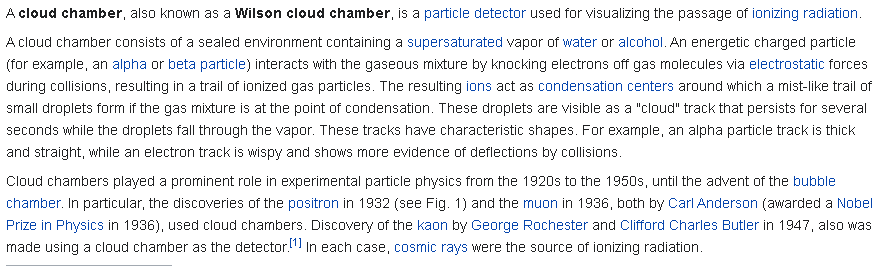 A cloud chamber, also known as a Wilson cloud chamber, is a particle detector used for visualizing the passage of ionizing radiation.
A cloud chamber consists of a sealed environment containing a supersaturated vapor of water or alcohol. An energetic charged particle
(for example, an alpha or beta particle) interacts with the gaseous mixture by knocking electrons off gas molecules via electrostatic forces
during collisions, resulting in a trail of ionized gas particles. The resulting ions act as condensation centers around which a mist-like trail of
small droplets form if the gas mixture is at the point of condensation. These droplets are visible as a "cloud" track that persists for several
seconds while the droplets fall through the vapor. These tracks have characteristic shapes. For example, an alpha particle track is thick
and straight, while an electron track is wispy and shows more evidence of deflections by collisions.
Cloud chambers played a prominent role in experimental particle physics from the 1920s to the 1950s, until the advent of the bubble
chamber. In particular, the discoveries of the positron in 1932 (see Fig. 1) and the muon in 1936, both by Carl Anderson (awarded a Nobel
Prize in Physics in 1936), used cloud chambers. Discovery of the kaon by George Rochester and Clifford Charles Butler in 1947, also was
made using a cloud chamber as the detector.[1] In each case, cosmic rays were the source of ionizing radiation.